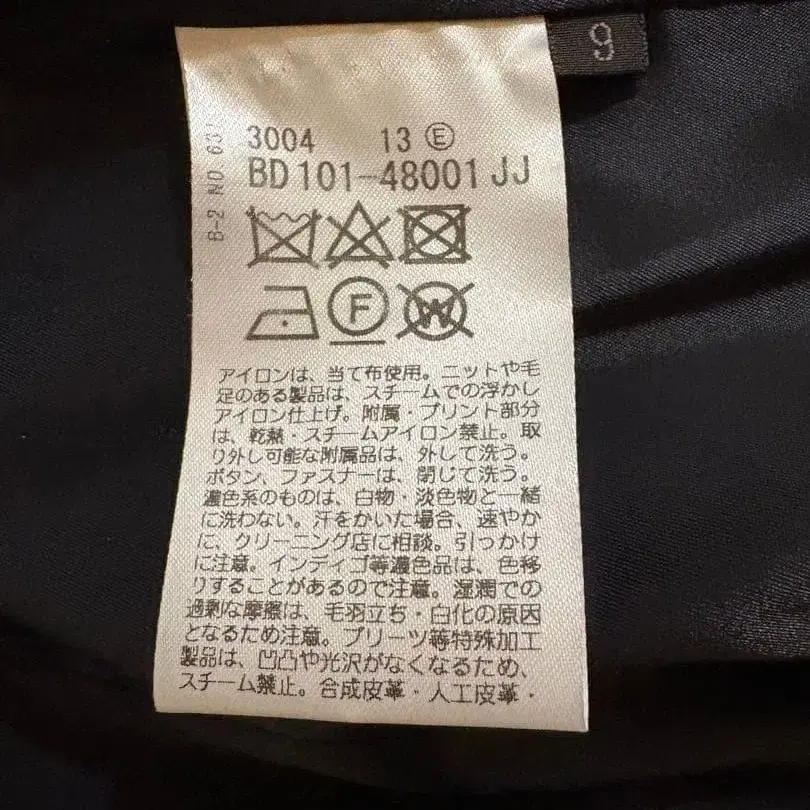 9
3004 13 Ⓔ
BD101-48001 JJ
B-2 NO 63
F
W
アイロンは、当て布使用。ニットや毛
足のある製品は、スチームでの浮かし
アイロン仕上げ。附属・プリント部分
は、乾熱・スチームアイロン禁止。取
り外し可能な附属品は、外して洗う。
ボタン、ファスナーは、閉じて洗う。
濃色系のものは、白物・淡色物と一緒
に洗わない。汗をかいた場合、速やか
に、クリーニング店に相談。引っかけ
に注意。インディゴ等濃色品は、色移
りすることがあるので注意。湿潤での
過剰な摩擦は、毛羽立ち・白化の原因
となるため注意。プリーツ等特殊加工
製品は、凹凸や光沢がなくなるため、
スチーム禁止。合成皮革・人工皮革・